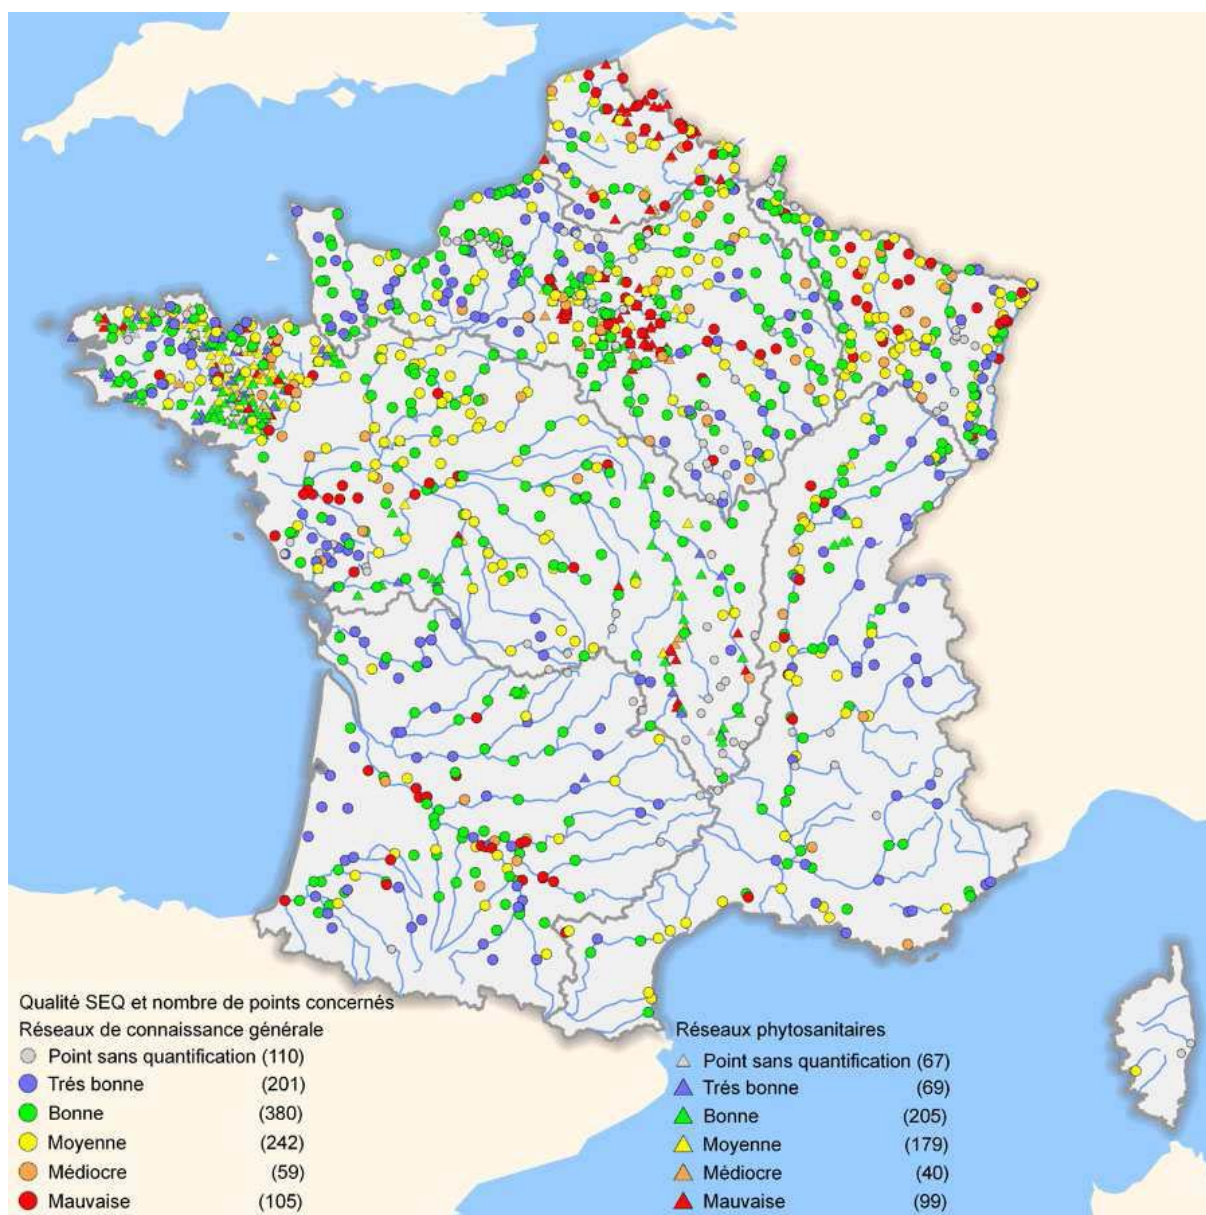 Qualité SEQ et nombre de points concernés
Réseaux de connaissance générale
Point sans quantification (110)
Trés bonne (201)
Bonne (380)
Moyenne (242)
Médiocre (59)
Mauvaise (105)
Réseaux phytosanitaires
Point sans quantification (67)
Trés bonne (69)
Bonne (205)
Moyenne (179)
Médiocre (40)
Mauvaise (99)